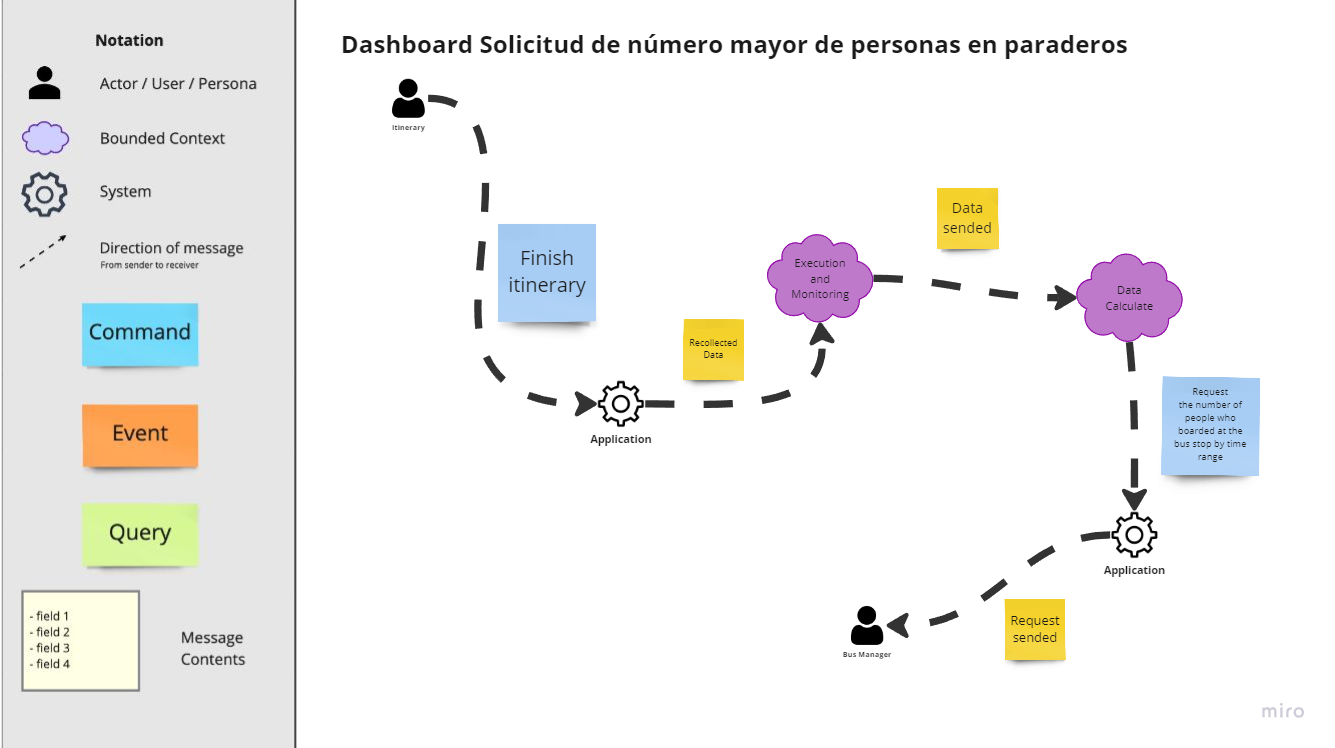 Notation
Actor / User / Persona
Bounded Context
System
Direction of message
From sender to receiver
Command
Event
Query
- field 1
- field 2
- field 3
- field 4
Message
Contents
Dashboard Solicitud de número mayor de personas en paraderos
Itinerary
Finish
itinerary
Application
Recollected
Data
Execution
and
Monitoring
Data
sended
Data
Calculate
Request
the number of
people who
boarded at the
bus stop by time
range
Application
Request
sended
Bus Manager
miro